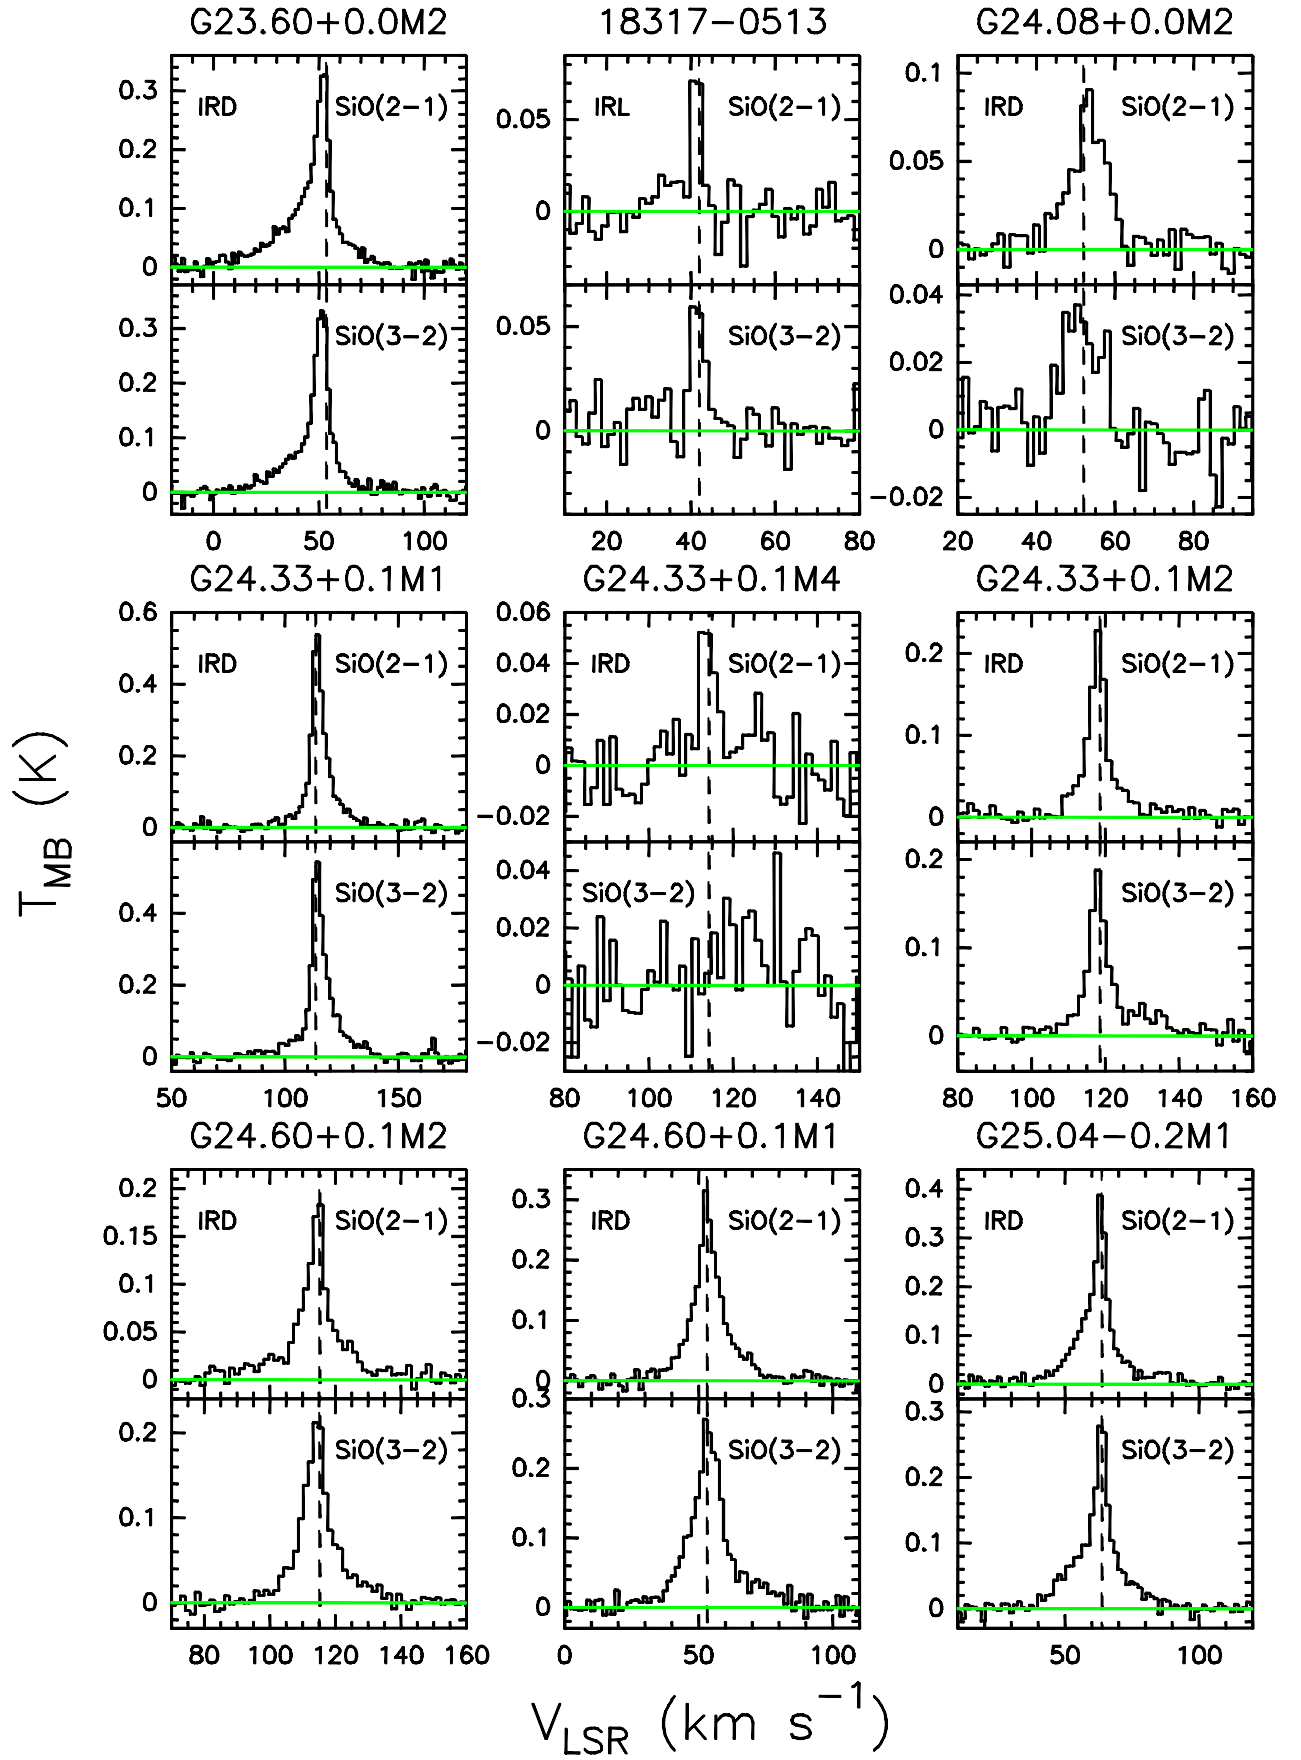 G23.60+0.0M2 18317-0513 G24.08+0.0M2
IRD SiO(2-1) IRL SiO(2-1) IRD SiO(2-1)
0.3 0.2 0.1 0
0.05 0
0.1 0.05 0
SiO(3-2) SiO(3-2) SiO(3-2)
0.3 0.2 0.1 0
0.05 0
0.04 0.02 0 -0.02
0 50 100 20 40 60 80 20 40 60 80
G24.33+0.1M1 G24.33+0.1M4 G24.33+0.1M2
IRD SiO(2-1) IRD SiO(2-1) IRD SiO(2-1)
0.6 0.4 0.2 0
0.06 0.04 0.02 0 -0.02
0.2 0.1 0
SiO(3-2) SiO(3-2) SiO(3-2)
0.4 0.2 0
0.04 0.02 0 -0.02
0.2 0.1 0
50 100 150 80 100 120 140 80 100 120 140 160
G24.60+0.1M2 G24.60+0.1M1 G25.04-0.2M1
IRD SiO(2-1) SiO(2-1) IRD SiO(2-1)
0.2 0.15 0.1 0.05 0
0.3 0.2 0.1 0
0.4 0.3 0.2 0.1 0
SiO(3-2) SiO(3-2) SiO(3-2)
0.2 0.1 0
0.3 0.2 0.1 0
0.3 0.2 0.1 0
80 100 120 140 160 0 50 100 50 100
T_MB (K)
V_LSR (km s^-1)